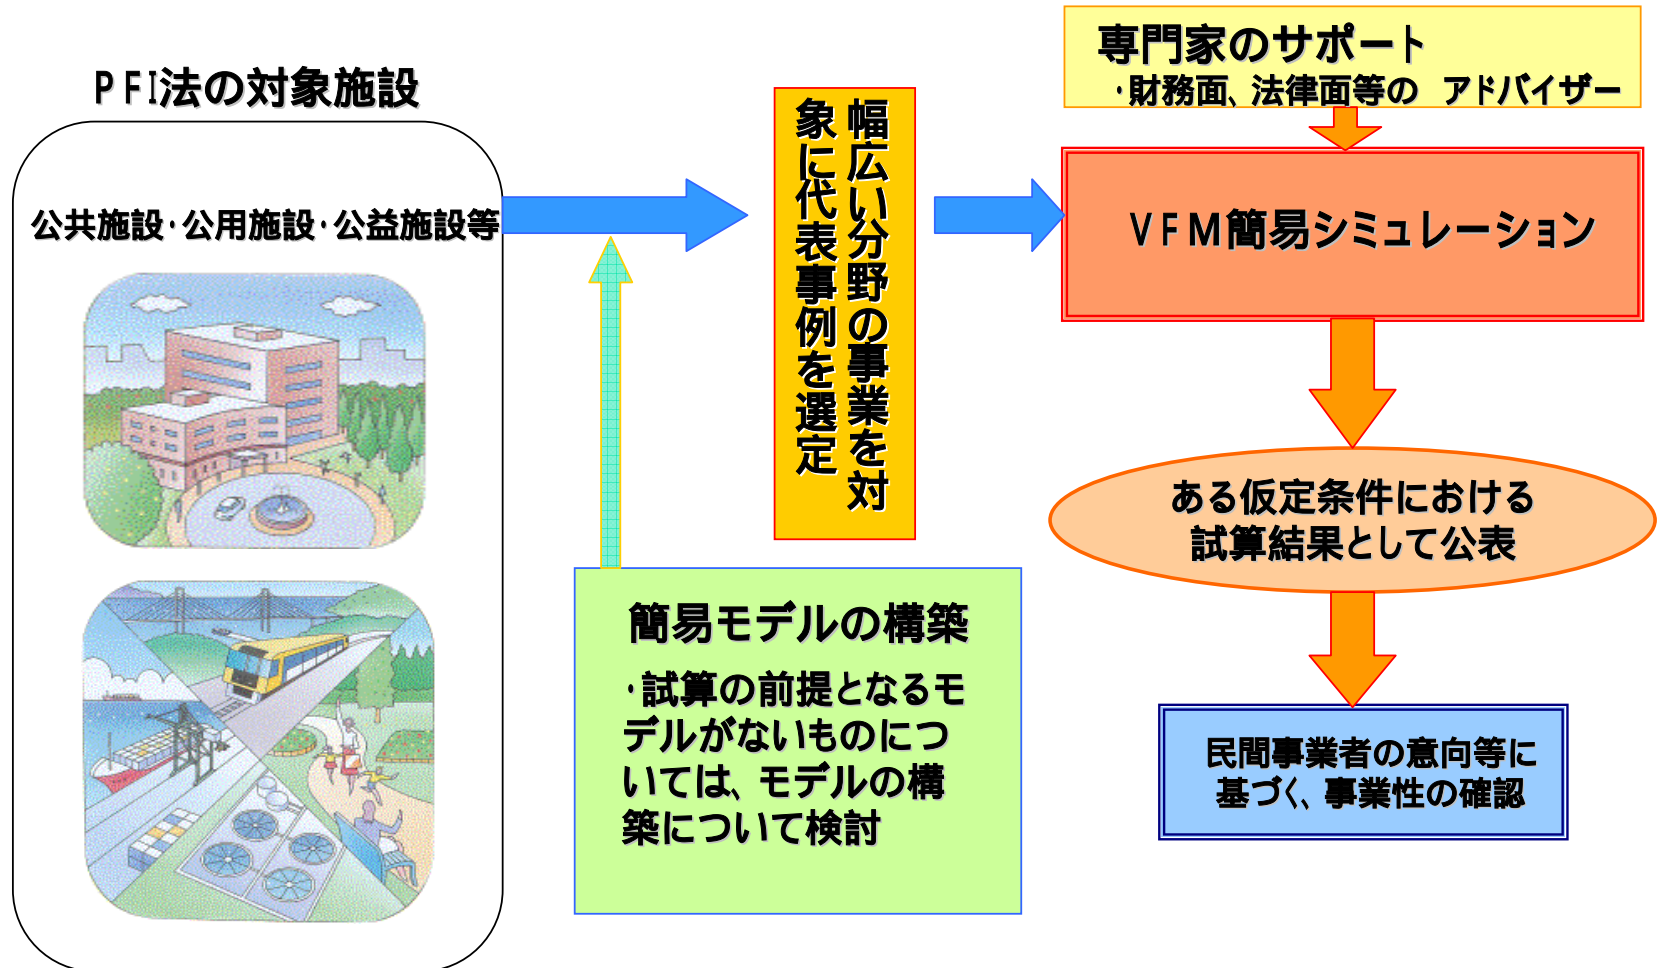 PFI法の対象施設
公共施設・公用施設・公益施設等
幅広い分野の事業を対
象に代表事例を選定
簡易モデルの構築
・試算の前提となるモ
デルがないものについ
いては、モデルの構
築について検討
専門家のサポート
・財務面、法律面等の アドバイザー
VFM簡易シミュレーション
ある仮定条件における
試算結果として公表
民間事業者の意向等に
基づく、事業性の確認